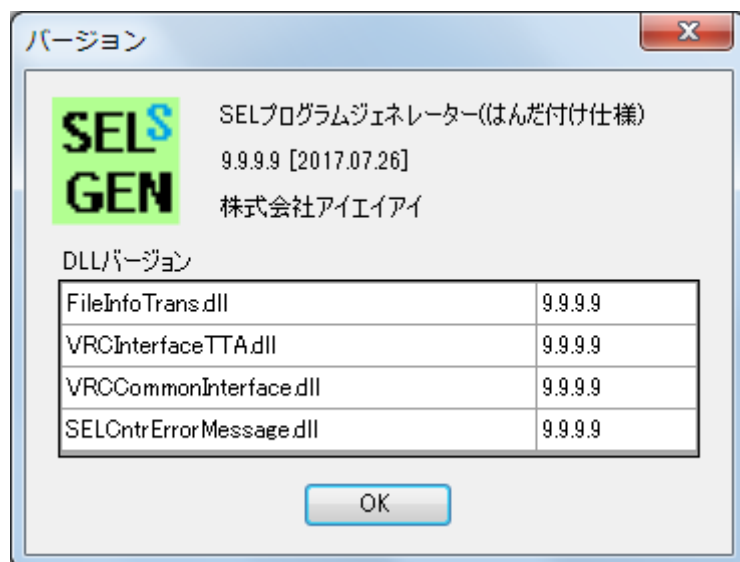 バージョン
SELS
GEN
SELプログラムジェネレーター(はんだ付け仕様)
9.9.9.9 [2017.07.26]
株式会社アイエイアイ
DLLバージョン
FileInfoTrans.dll 9.9.9.9
VRCInterfaceTTA.dll 9.9.9.9
VRCCommonInterface.dll 9.9.9.9
SELCntrErrorMessage.dll 9.9.9.9
OK